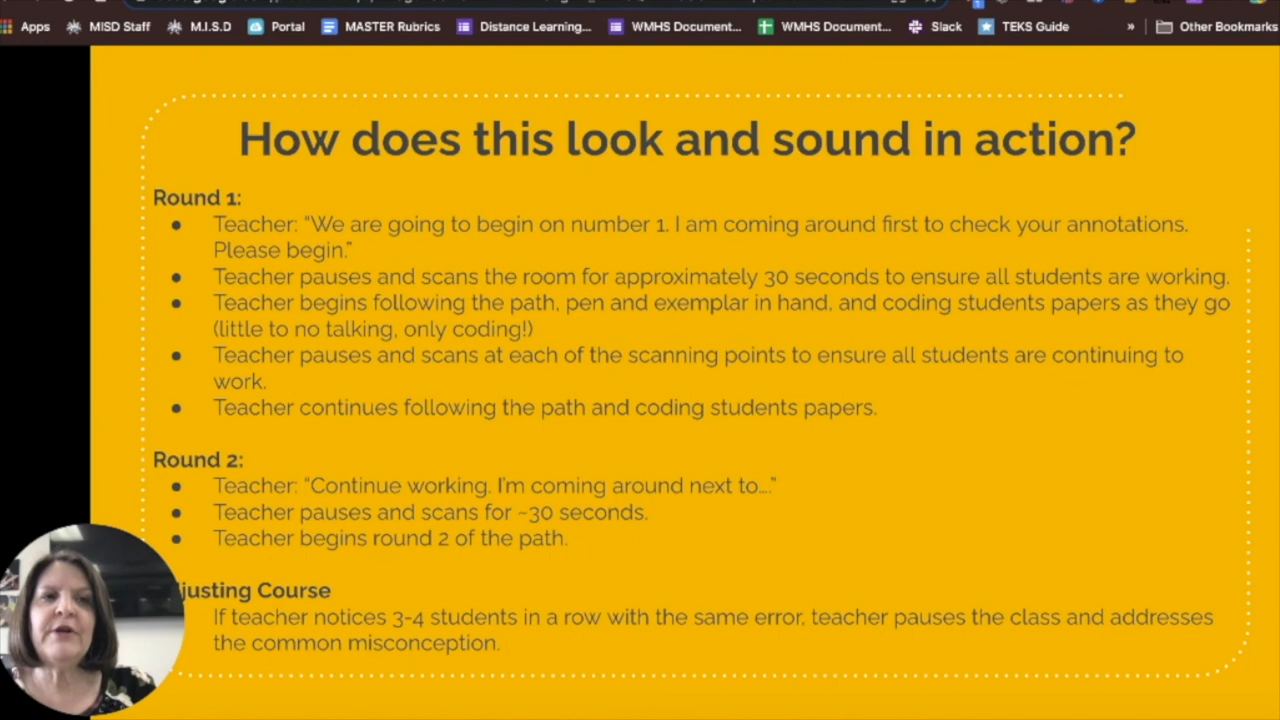 Apps MISD Staff M.I.S.D Portal MASTER Rubrics Distance Learning... WMHS Document... WMHS Document... Slack TEKS Guide » Other Bookmarks
How does this look and sound in action?
Round 1:
● Teacher: “We are going to begin on number 1. I am coming around first to check your annotations.
Please begin.”
● Teacher pauses and scans the room for approximately 30 seconds to ensure all students are working.
● Teacher begins following the path, pen and exemplar in hand, and coding students papers as they go
(little to no talking, only coding!)
● Teacher pauses and scans at each of the scanning points to ensure all students are continuing to
work.
● Teacher continues following the path and coding students papers.
Round 2:
● Teacher: “Continue working. I'm coming around next to....”
● Teacher pauses and scans for ~30 seconds.
● Teacher begins round 2 of the path.
justing Course
If teacher notices 3-4 students in a row with the same error, teacher pauses the class and addresses
the common misconception.